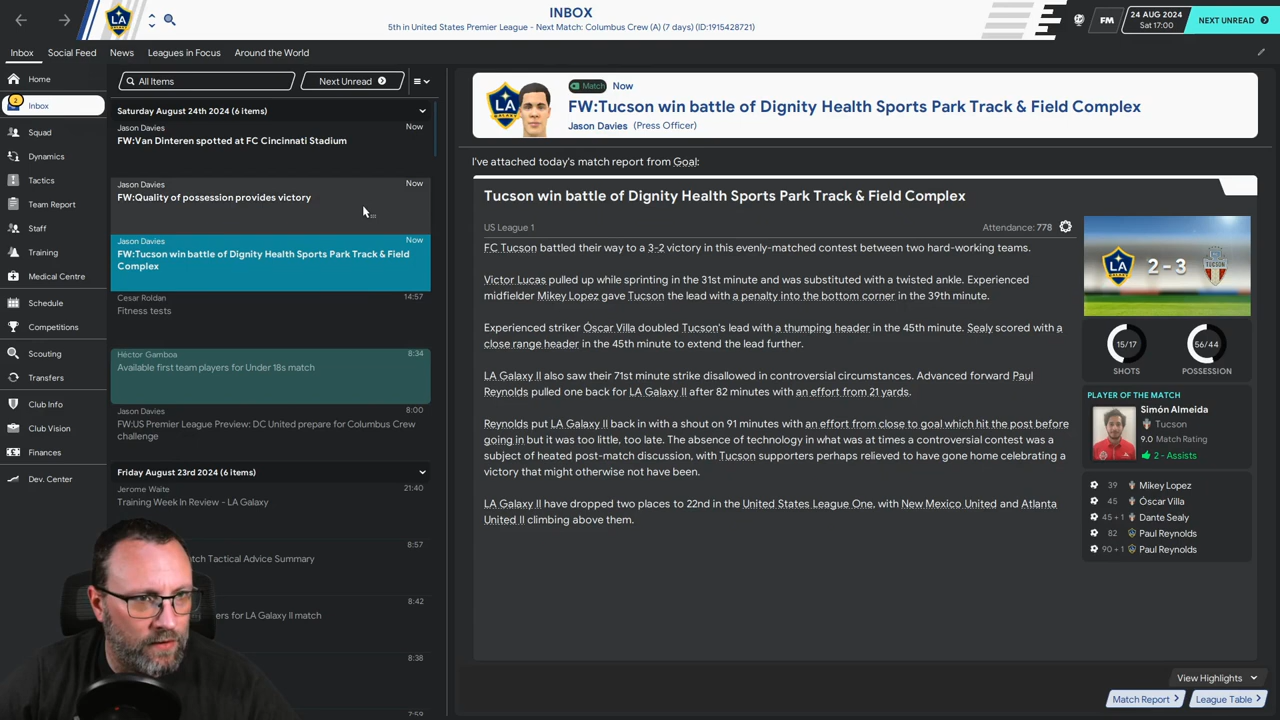 INBOX
5th in United States Premier League - Next Match: Columbus Crew (A) (7 days) (ID:1915428721)
FM
24 AUG 2024
Sat 17:00
NEXT UNREAD
Inbox
Social Feed
News
Leagues in Focus
Around the World
Home
2
Inbox
Squad
Dynamics
Tactics
Team Report
Staff
Training
Medical Centre
Schedule
Competitions
Scouting
Transfers
Club Info
Club Vision
Finances
Dev. Center
All Items
Next Unread
Saturday August 24th 2024 (6 items)
Jason Davies
Now
FW:Van Dinteren spotted at FC Cincinnati Stadium
Jason Davies
Now
FW:Quality of possession provides victory
Jason Davies
Now
FW:Tucson win battle of Dignity Health Sports Park Track & Field
Complex
Cesar Roldan
14:57
Fitness tests
Héctor Gamboa
8:34
Available first team players for Under 18s match
Jason Davies
8:00
FW:US Premier League Preview: DC United prepare for Columbus Crew
challenge
Friday August 23rd 2024 (6 items)
Jerome Waite
21:40
Training Week In Review - LA Galaxy
8:57
tch Tactical Advice Summary
8:42
ers for LA Galaxy II match
8:38
7:59
LA
Match
Now
FW:Tucson win battle of Dignity Health Sports Park Track & Field Complex
Jason Davies (Press Officer)
I've attached today's match report from Goal:
Tucson win battle of Dignity Health Sports Park Track & Field Complex
US League 1
Attendance: 778
FC Tucson battled their way to a 3-2 victory in this evenly-matched contest between two hard-working teams.
Victor Lucas pulled up while sprinting in the 31st minute and was substituted with a twisted ankle. Experienced
midfielder Mikey Lopez gave Tucson the lead with a penalty into the bottom corner in the 39th minute.
Experienced striker Óscar Villa doubled Tucson's lead with a thumping header in the 45th minute. Sealy scored with a
close range header in the 45th minute to extend the lead further.
LA Galaxy II also saw their 71st minute strike disallowed in controversial circumstances. Advanced forward Paul
Reynolds pulled one back for LA Galaxy II after 82 minutes with an effort from 21 yards.
Reynolds put LA Galaxy II back in with a shout on 91 minutes with an effort from close to goal which hit the post before
going in but it was too little, too late. The absence of technology in what was at times a controversial contest was a
subject of heated post-match discussion, with Tucson supporters perhaps relieved to have gone home celebrating a
victory that might otherwise not have been.
LA Galaxy II have dropped two places to 22nd in the United States League One, with New Mexico United and Atlanta
United II climbing above them.
2-3
15/17
SHOTS
56/44
POSSESSION
PLAYER OF THE MATCH
Simón Almeida
Tucson
9.0 Match Rating
2 - Assists
39 Mikey Lopez
45 Óscar Villa
45 + 1 Dante Sealy
82 Paul Reynolds
90 + 1 Paul Reynolds
View Highlights
Match Report
League Table